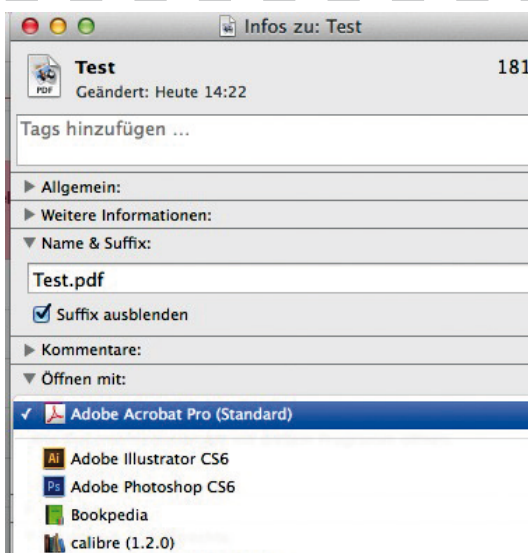 Infos zu: Test
Test 181
PDF
Geändert: Heute 14:22
Tags hinzufügen ...
Allgemein:
Weitere Informationen:
Name & Suffix:
Test.pdf
Suffix ausblenden
Kommentare:
Öffnen mit:
Adobe Acrobat Pro (Standard)
Ai Adobe Illustrator CS6
Ps Adobe Photoshop CS6
Bookpedia
calibre (1.2.0)